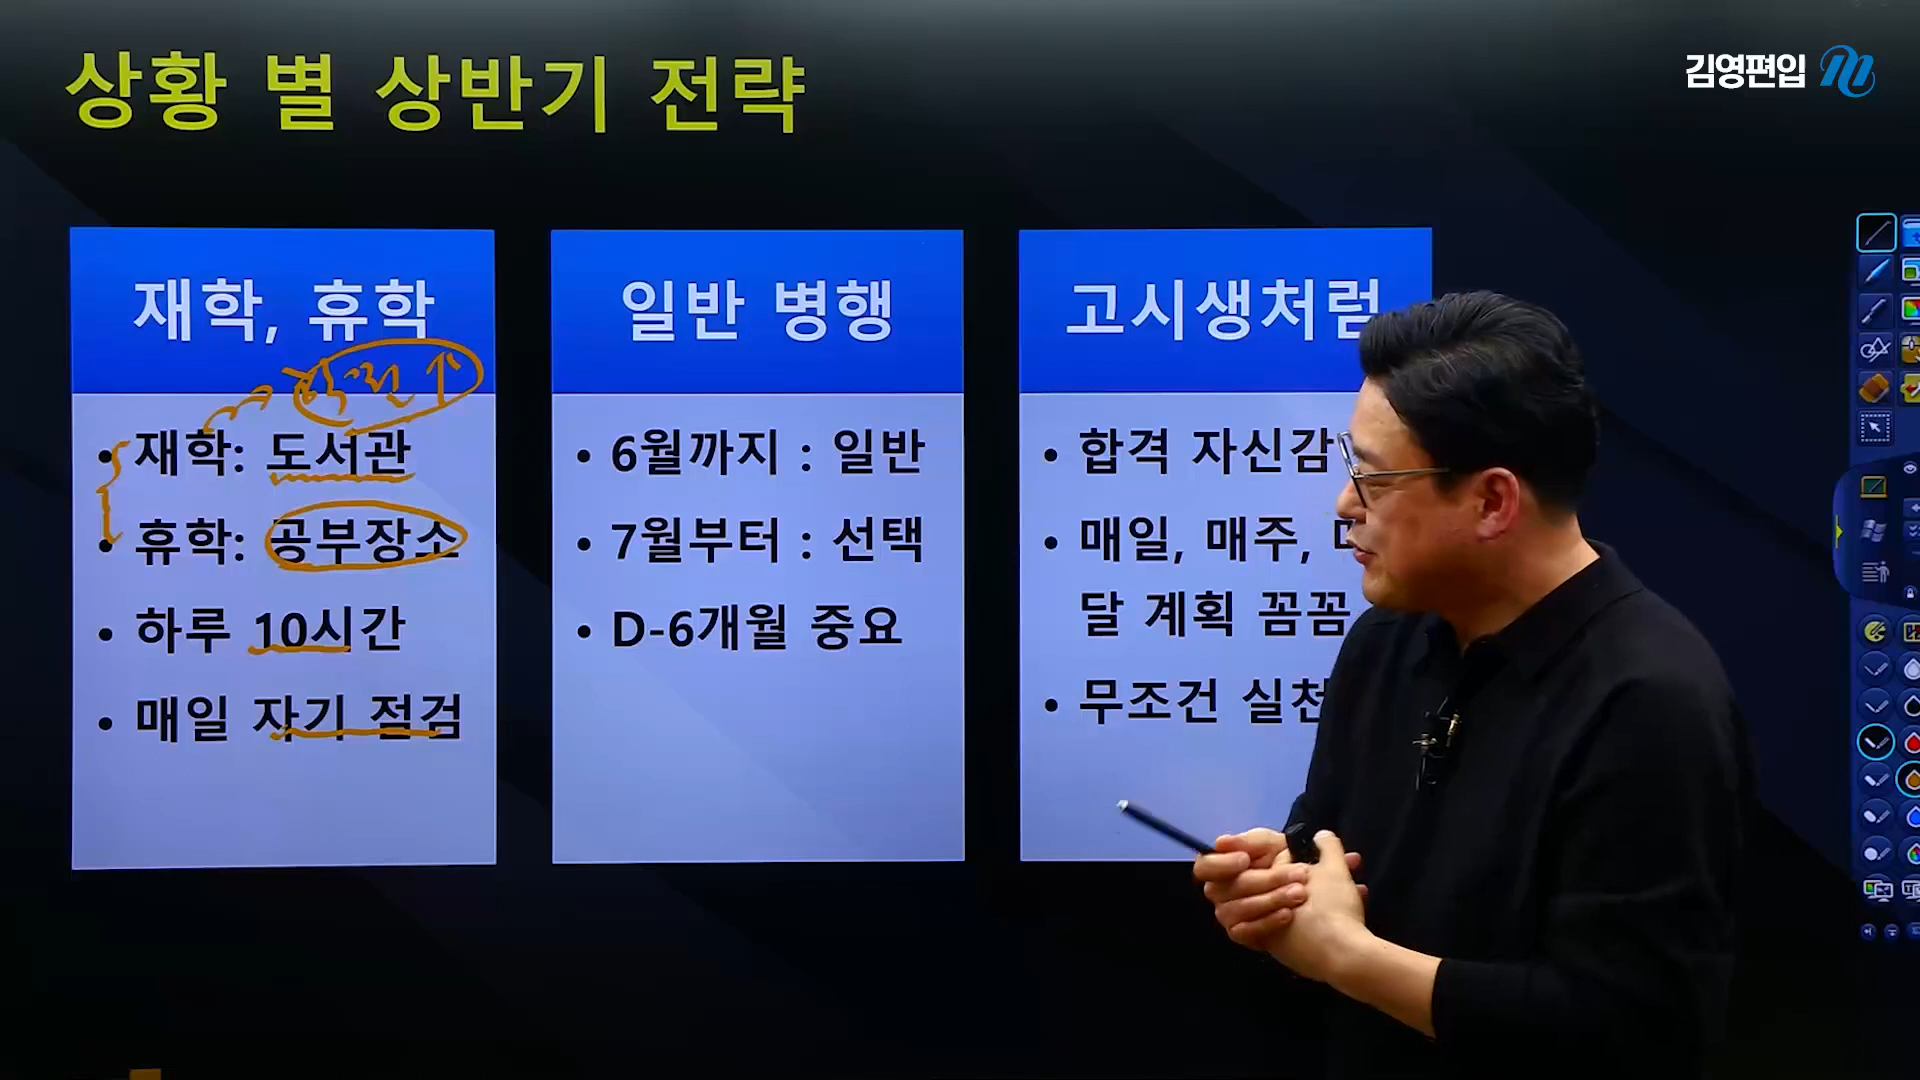 상황 별 상반기 전략
김영편입
재학, 휴학
학점↑
• 재학: 도서관
• 휴학: 공부장소
• 하루 10시간
• 매일 자기 점검
일반 병행
• 6월까지 : 일반
• 7월부터 : 선택
• D-6개월 중요
고시생처럼
• 합격 자신감
• 매일, 매주,
달 계획 꼼꼼
• 무조건 실천